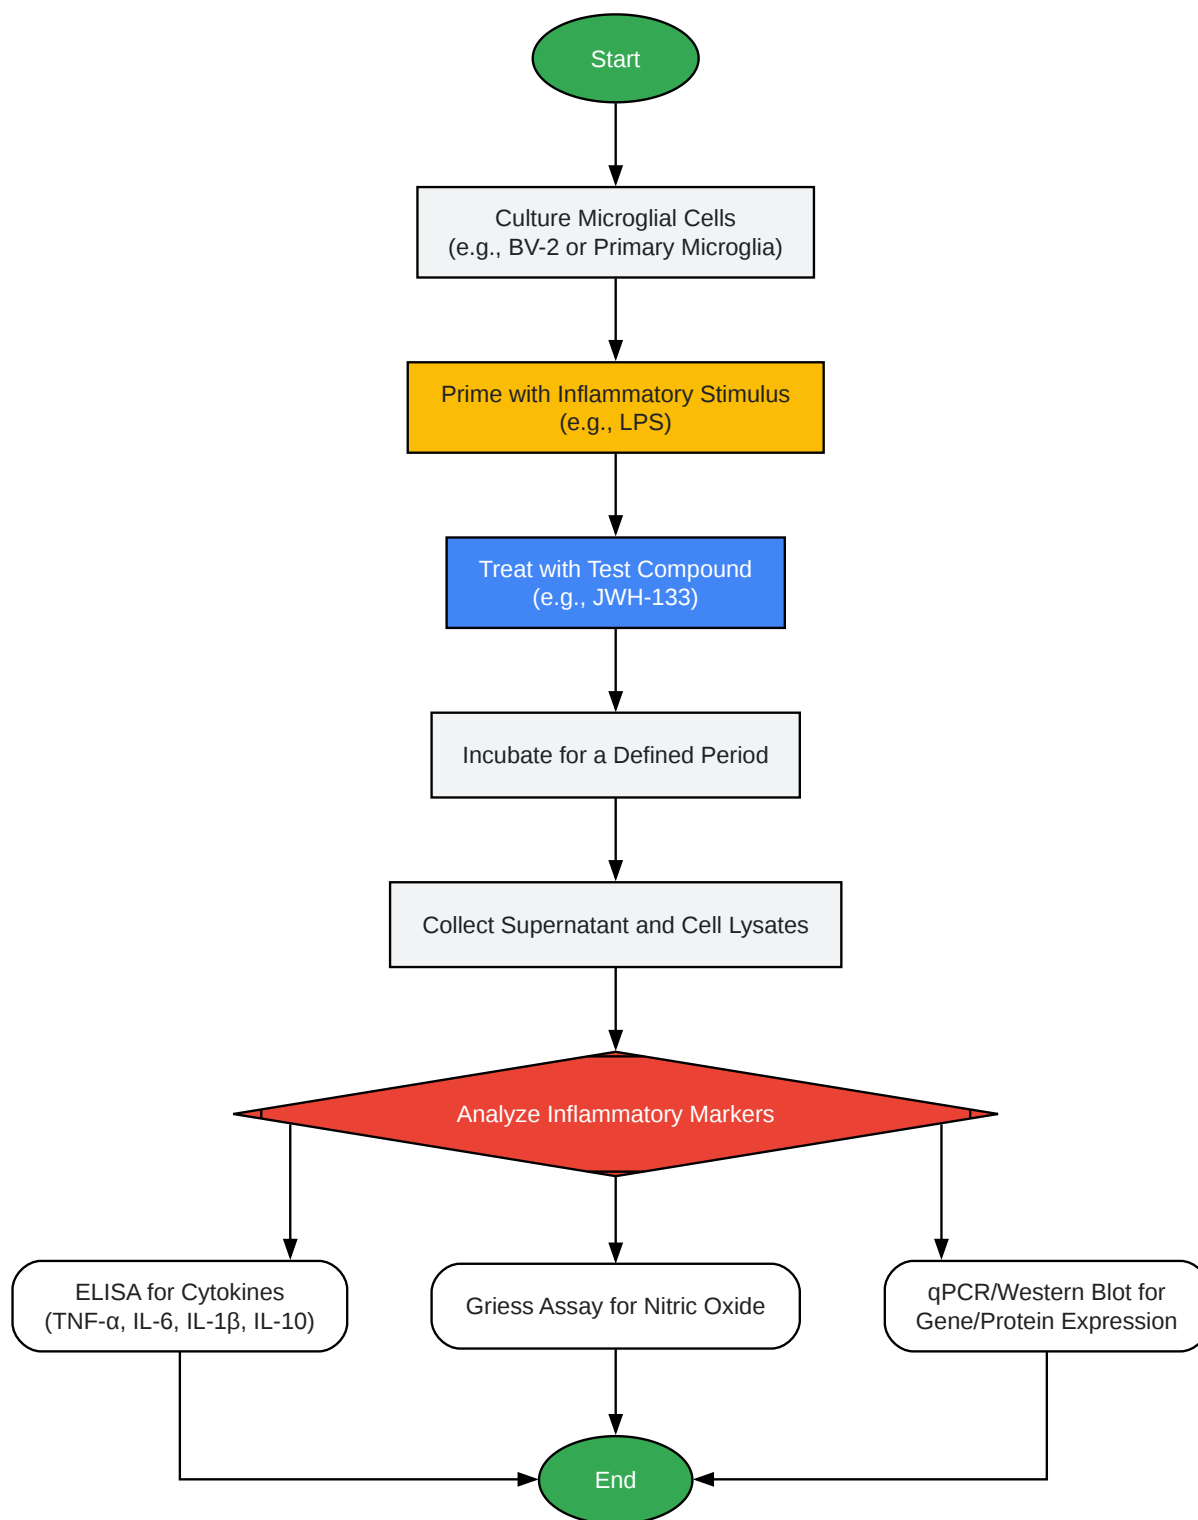 Start
Culture Microglial Cells
(e.g., BV-2 or Primary Microglia)
Prime with Inflammatory Stimulus
(e.g., LPS)
Treat with Test Compound
(e.g., JWH-133)
Incubate for a Defined Period
Collect Supernatant and Cell Lysates
Analyze Inflammatory Markers
ELISA for Cytokines
(TNF-α, IL-6, IL-1β, IL-10)
Griess Assay for Nitric Oxide
qPCR/Western Blot for
Gene/Protein Expression
End